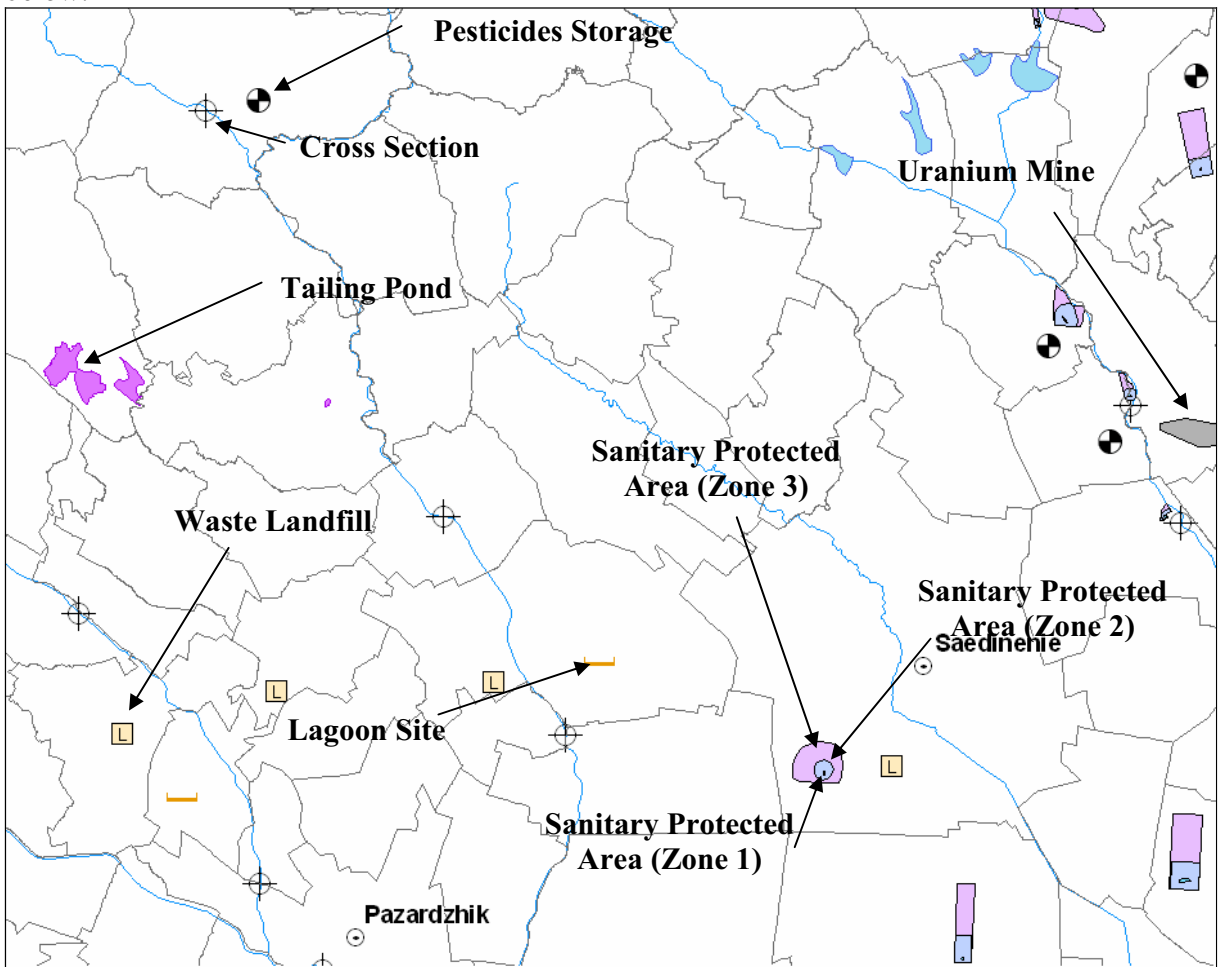 Pesticides Storage
Cross Section
Uranium Mine
Tailing Pond
Sanitary Protected
Area (Zone 3)
Waste Landfill
Sanitary Protected
Area (Zone 2)
Saedinenie
L
L
Lagoon Site
L
L
Sanitary Protected
Area (Zone 1)
Pazardzhik